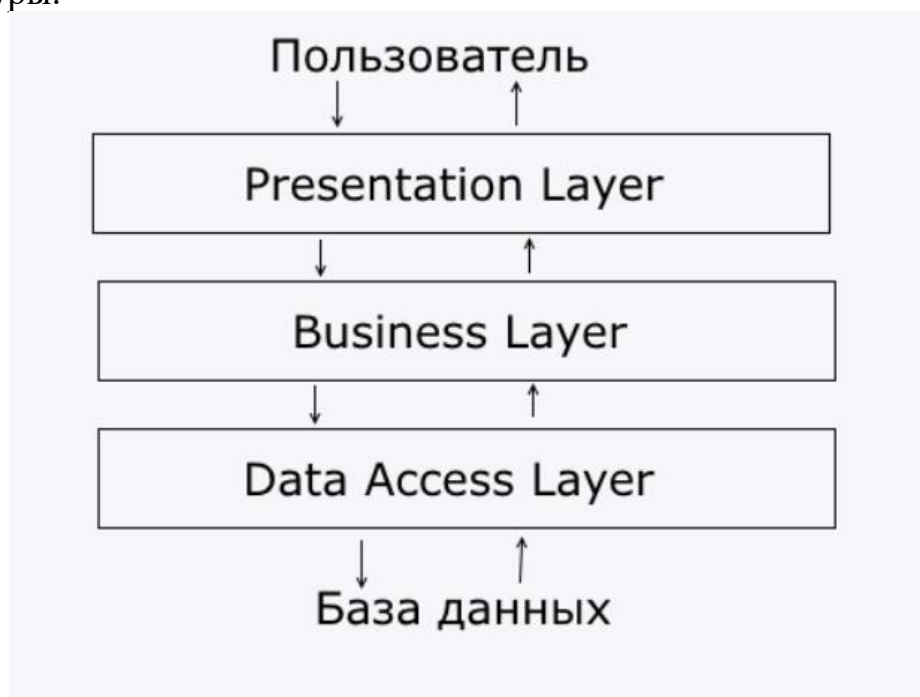 Пользователь
Presentation Layer
Business Layer
Data Access Layer
База данных